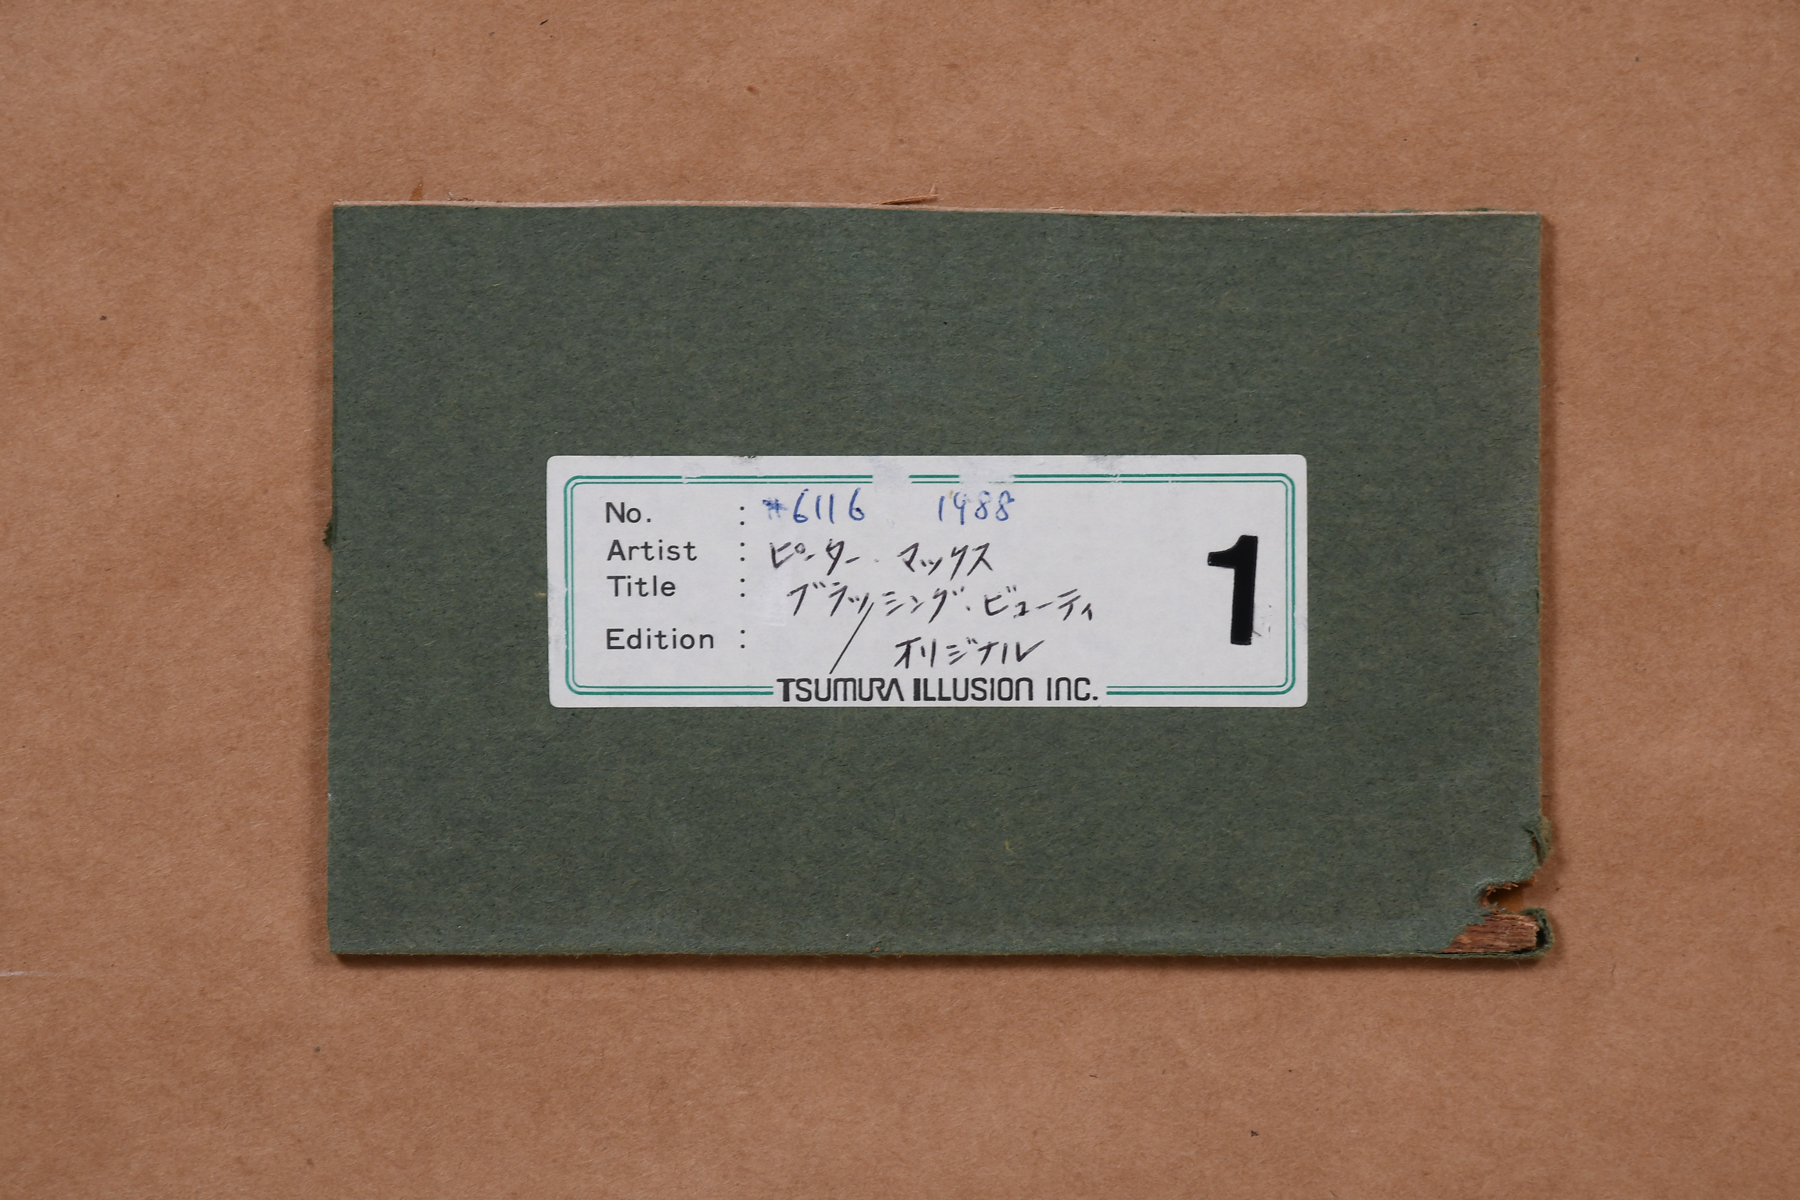 No. : #6116 1988
Artist : ピーター・マックス
Title : ブラッシング・ビューティ
Edition : / オリジナル
1
TSUMURA ILLUSION INC.